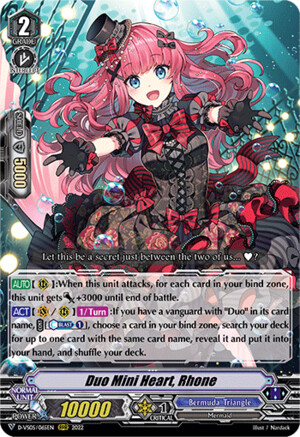 2
GRADE
INTERCEPT
SHIELD
5000
Let this be a secret just between the two of us... ♥?
AUTO :When this unit attacks, for each card in your bind zone,
this unit gets +3000 until end of battle.
ACT 1/Turn :If you have a vanguard with "Duo" in its card
name, [ BLAST 1], choose a card in your bind zone, search your deck
for up to one card with the same card name, reveal it and put it into
your hand, and shuffle your deck.
Duo Mini Heart, Rhone
NORMAL
UNIT
Bermuda Triangle
Mermaid
POWER 10000
1
CRITICAL
D-VS05/065EN 2022
Illust / Nardack